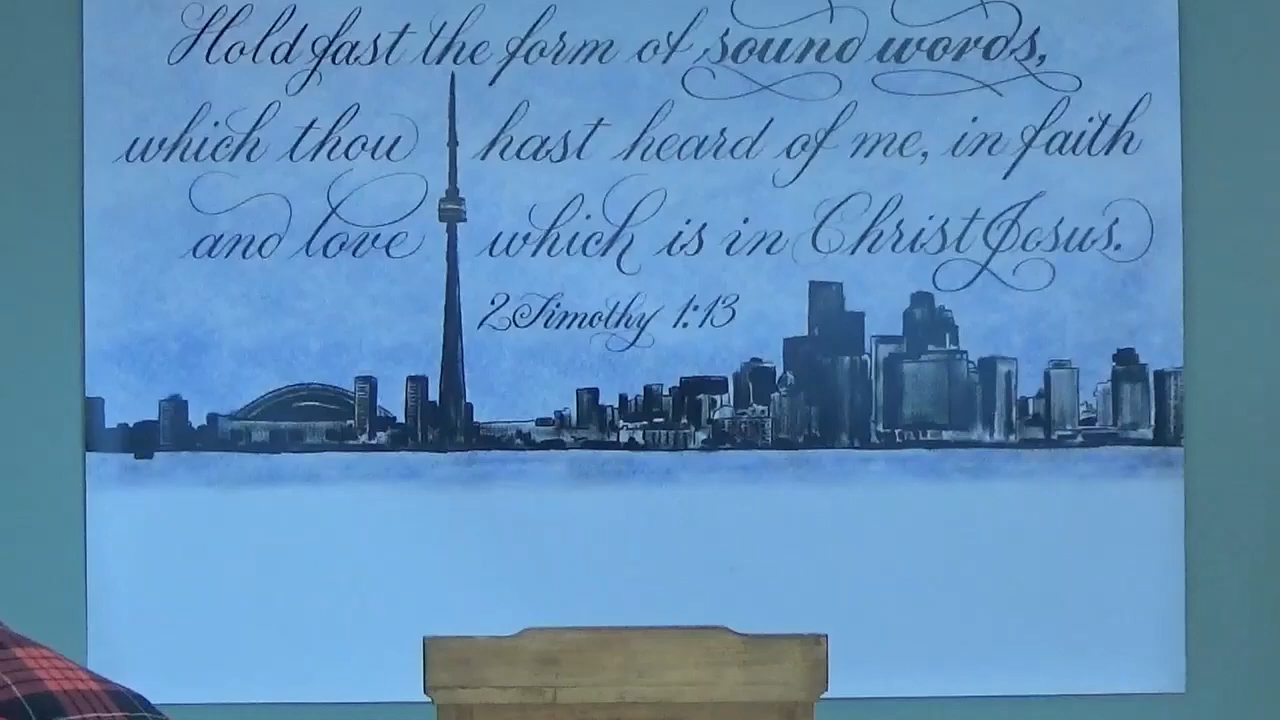 Hold fast the form of sound words,
which thou hast heard of me, in faith
and love which is in Christ Jesus.
2 Timothy 1:13